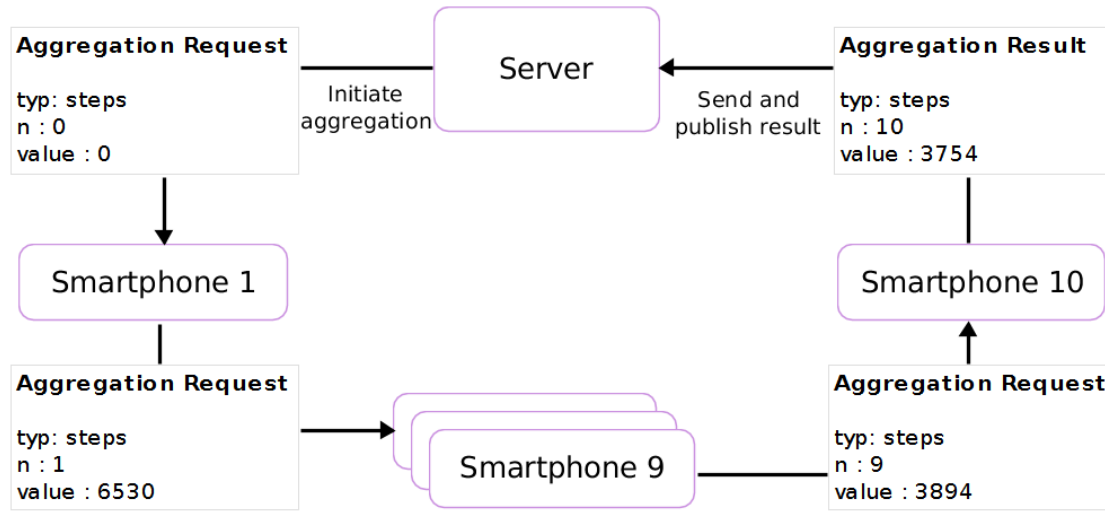 Aggregation Request
typ: steps
n : 0
value : 0
Initiate
aggregation
Server
Send and
publish result
Aggregation Result
typ: steps
n : 10
value : 3754
Smartphone 1
Smartphone 10
Aggregation Request
typ: steps
n : 1
value : 6530
Smartphone 9
Aggregation Request
typ: steps
n : 9
value : 3894